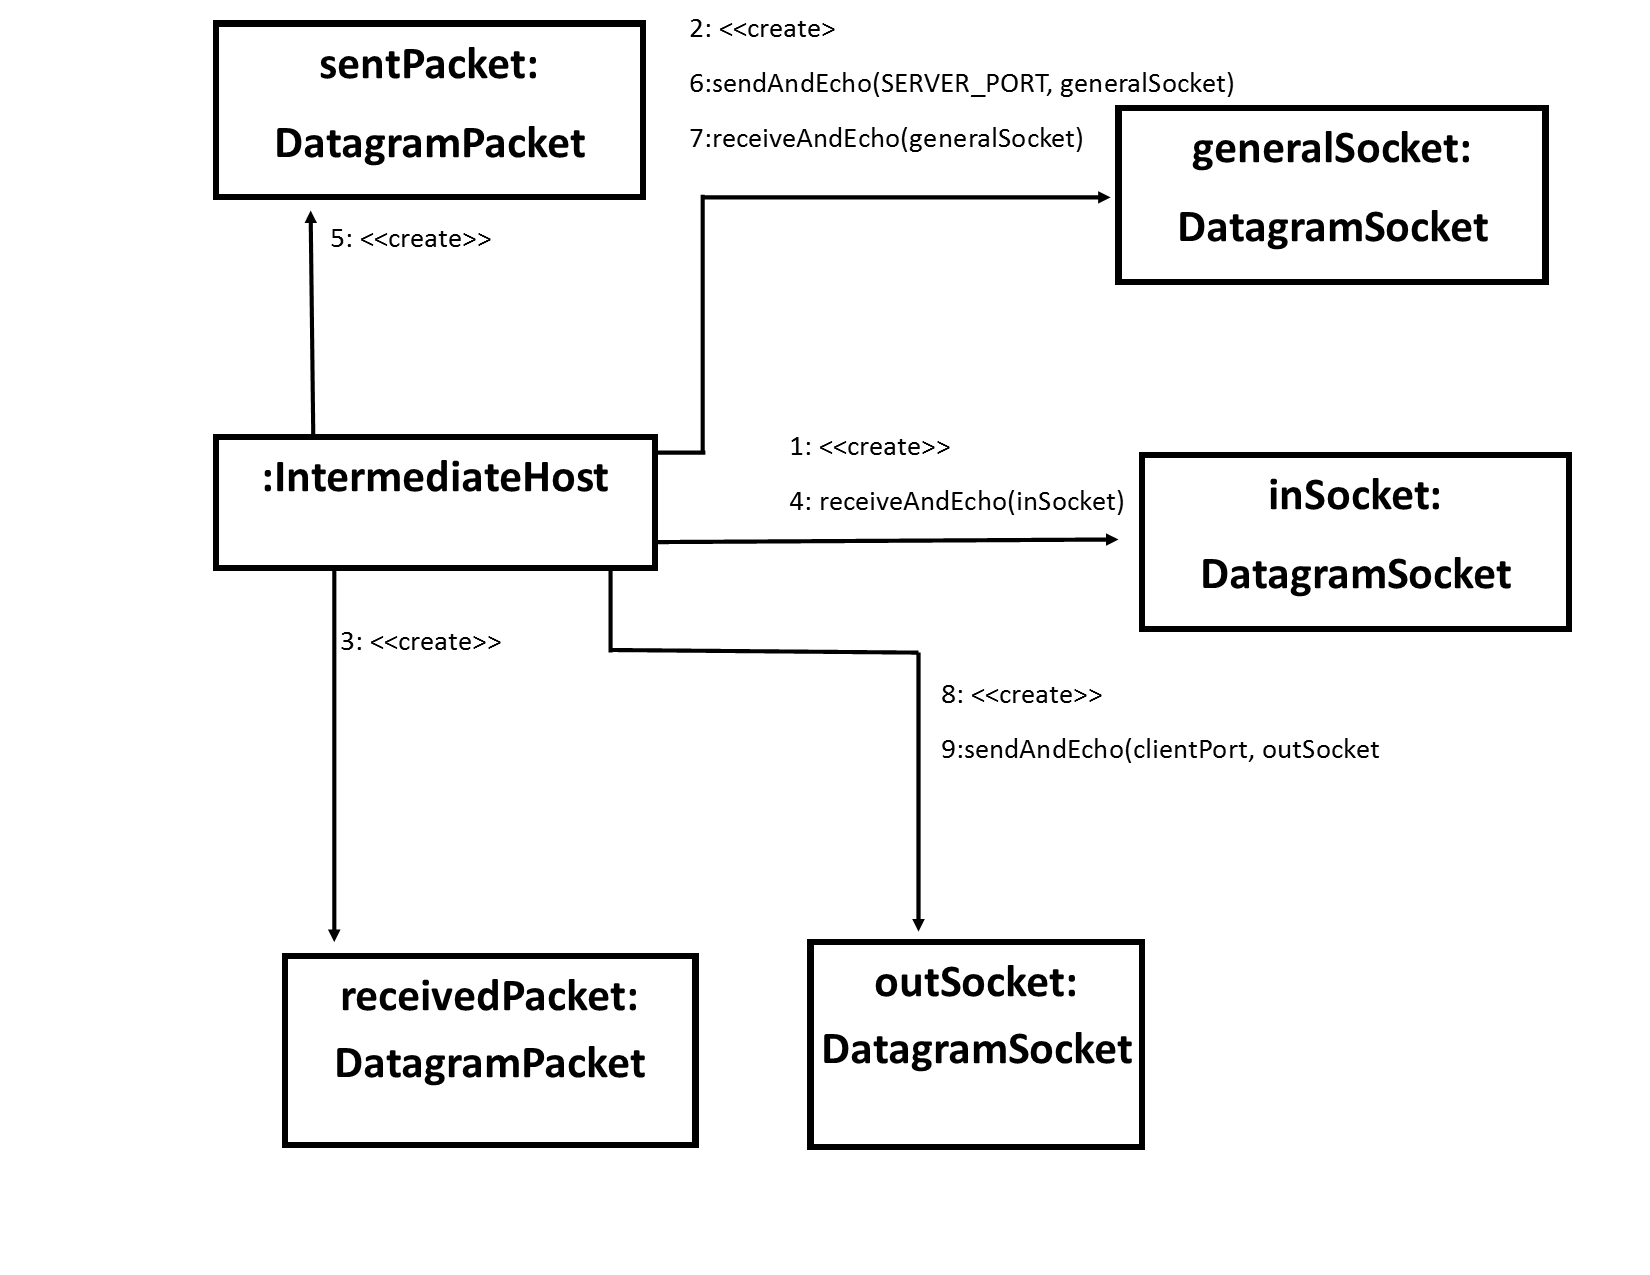 sentPacket:
DatagramPacket
2: <<create>
6:sendAndEcho(SERVER_PORT, generalSocket)
7:receiveAndEcho(generalSocket)
generalSocket:
DatagramSocket
5: <<create>>
:IntermediateHost
1: <<create>>
4: receiveAndEcho(inSocket)
inSocket:
DatagramSocket
3: <<create>>
8: <<create>>
9:sendAndEcho(clientPort, outSocket
receivedPacket:
DatagramPacket
outSocket:
DatagramSocket